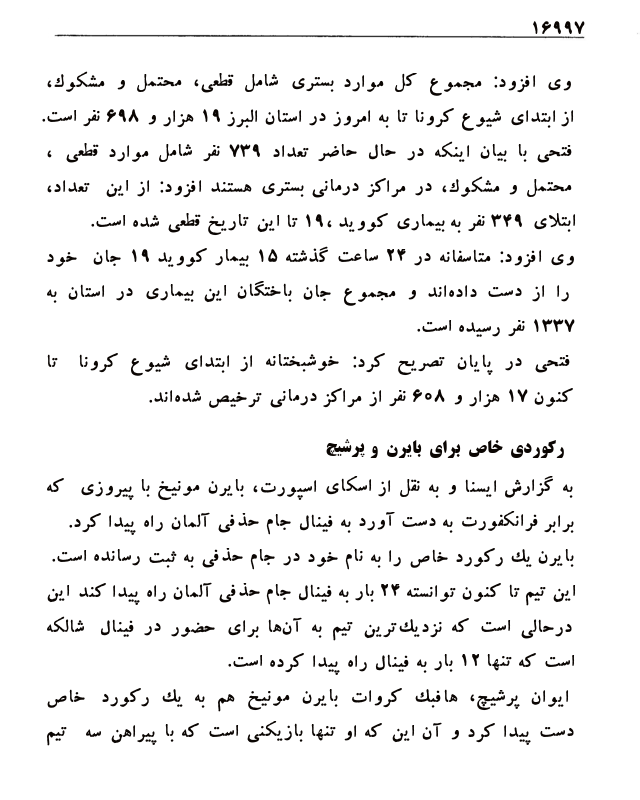 ۱۶۹۹۷
وی افزود: مجموع کل موارد بستری شامل قطعی، محتمل و مشکوك،
از ابتدای شیوع کرونا تا به امروز در استان البرز ۱۹ هزار و ۶۹۸ نفر است.
فتحی با بیان اینکه در حال حاضر تعداد ۷۳۹ نفر شامل موارد قطعی ،
محتمل و مشکوك، در مراکز درمانی بستری هستند افزود: از این تعداد،
ابتلای ۳۴۹ نفر به بیماری کووید ،۱۹ تا این تاریخ قطعی شده است.
وی افزود: متاسفانه در ۲۴ ساعت گذشته ۱۵ بیمار کووید ۱۹ جان خود
را از دست داده‌اند و مجموع جان باختگان این بیماری در استان به
۱۳۳۷ نفر رسیده است.
فتحی در پایان تصریح کرد: خوشبختانه از ابتدای شیوع کرونا تا
کنون ۱۷ هزار و ۶۰۸ نفر از مراکز درمانی ترخیص شده‌اند.
رکوردی خاص برای بایرن و پرشیچ
به گزارش ایسنا و به نقل از اسکای اسپورت، بایرن مونیخ با پیروزی که
برابر فرانکفورت به دست آورد به فینال جام حذفی آلمان راه پیدا کرد.
بایرن یك رکورد خاص را به نام خود در جام حذفی به ثبت رسانده است.
این تیم تا کنون توانسته ۲۴ بار به فینال جام حذفی آلمان راه پیدا کند این
درحالی است که نزدیك‌ترین تیم به آن‌ها برای حضور در فینال شالکه
است که تنها ۱۲ بار به فینال راه پیدا کرده است.
ایوان پرشیچ، هافبك کروات بایرن مونیخ هم به یك رکورد خاص
دست پیدا کرد و آن این که او تنها بازیکنی است که با پیراهن سه تیم